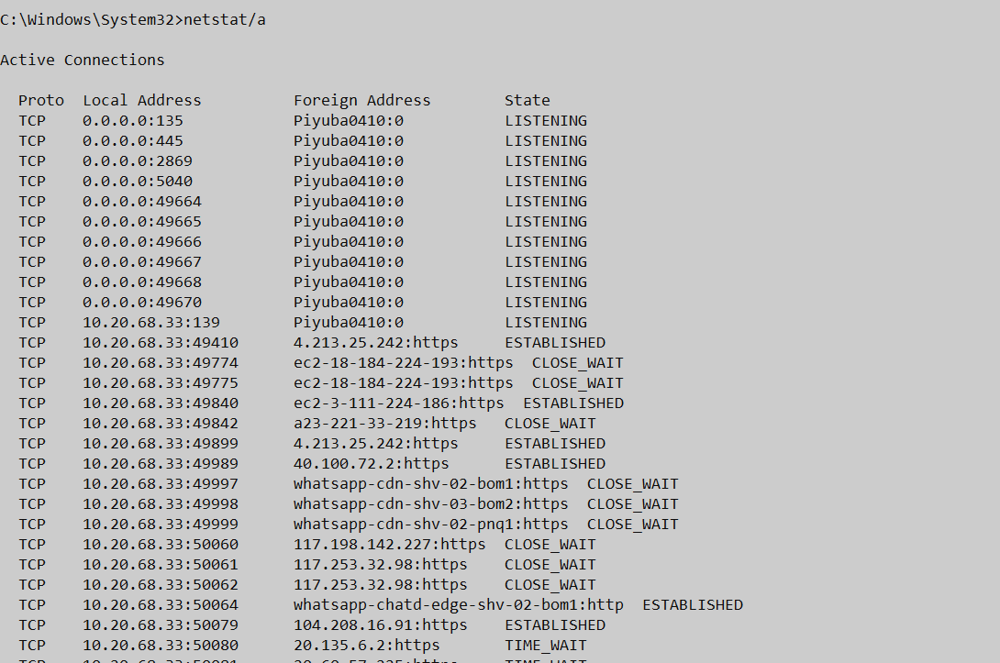 C:\Windows\System32>netstat/a
Active Connections
Proto Local Address Foreign Address State
TCP 0.0.0.0:135 Piyuba0410:0 LISTENING
TCP 0.0.0.0:445 Piyuba0410:0 LISTENING
TCP 0.0.0.0:2869 Piyuba0410:0 LISTENING
TCP 0.0.0.0:5040 Piyuba0410:0 LISTENING
TCP 0.0.0.0:49664 Piyuba0410:0 LISTENING
TCP 0.0.0.0:49665 Piyuba0410:0 LISTENING
TCP 0.0.0.0:49666 Piyuba0410:0 LISTENING
TCP 0.0.0.0:49667 Piyuba0410:0 LISTENING
TCP 0.0.0.0:49668 Piyuba0410:0 LISTENING
TCP 0.0.0.0:49670 Piyuba0410:0 LISTENING
TCP 10.20.68.33:139 Piyuba0410:0 LISTENING
TCP 10.20.68.33:49410 4.213.25.242:https ESTABLISHED
TCP 10.20.68.33:49774 ec2-18-184-224-193:https CLOSE_WAIT
TCP 10.20.68.33:49775 ec2-18-184-224-193:https CLOSE_WAIT
TCP 10.20.68.33:49840 ec2-3-111-224-186:https ESTABLISHED
TCP 10.20.68.33:49842 a23-221-33-219:https CLOSE_WAIT
TCP 10.20.68.33:49899 4.213.25.242:https ESTABLISHED
TCP 10.20.68.33:49989 40.100.72.2:https ESTABLISHED
TCP 10.20.68.33:49997 whatsapp-cdn-shv-02-bom1:https CLOSE_WAIT
TCP 10.20.68.33:49998 whatsapp-cdn-shv-03-bom2:https CLOSE_WAIT
TCP 10.20.68.33:49999 whatsapp-cdn-shv-02-pnq1:https CLOSE_WAIT
TCP 10.20.68.33:50060 117.198.142.227:https CLOSE_WAIT
TCP 10.20.68.33:50061 117.253.32.98:https CLOSE_WAIT
TCP 10.20.68.33:50062 117.253.32.98:https CLOSE_WAIT
TCP 10.20.68.33:50064 whatsapp-chatd-edge-shv-02-bom1:http ESTABLISHED
TCP 10.20.68.33:50079 104.208.16.91:https ESTABLISHED
TCP 10.20.68.33:50080 20.135.6.2:https TIME_WAIT